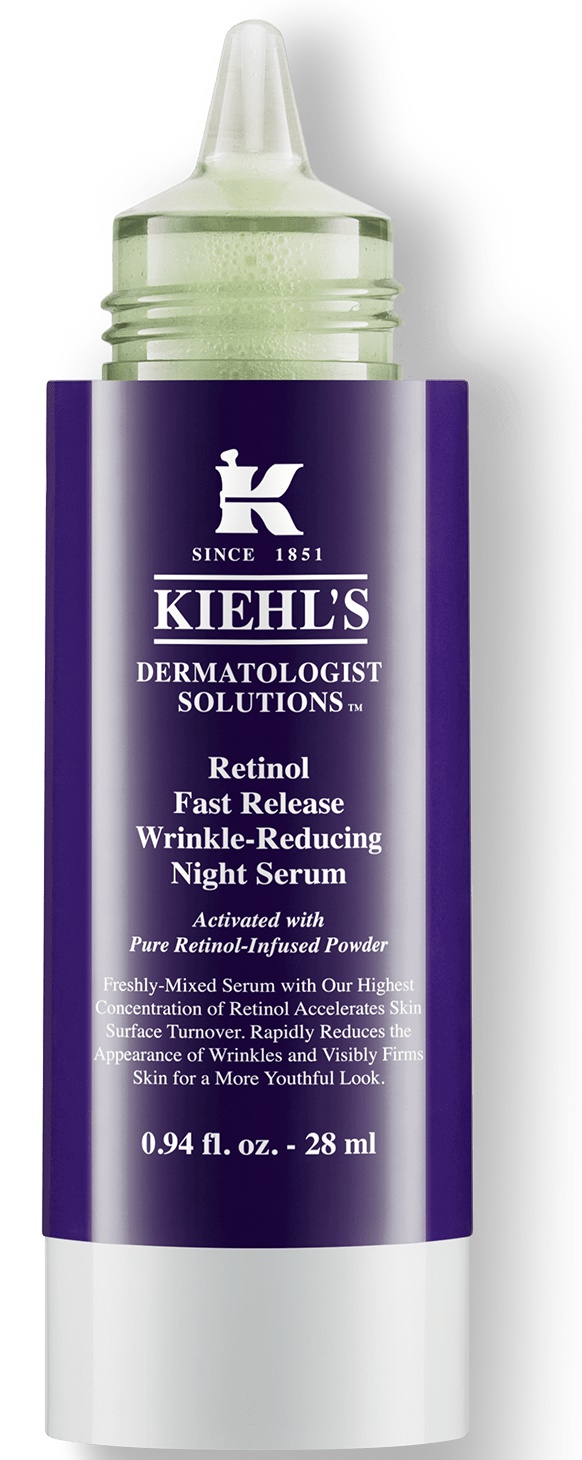 K
SINCE 1851
KIEHL'S
DERMATOLOGIST
SOLUTIONS™
Retinol
Fast Release
Wrinkle-Reducing
Night Serum
Activated with
Pure Retinol-Infused Powder
Freshly-Mixed Serum with Our Highest
Concentration of Retinol Accelerates Skin
Surface Turnover. Rapidly Reduces the
Appearance of Wrinkles and Visibly Firms
Skin for a More Youthful Look.
0.94 fl. oz. - 28 ml